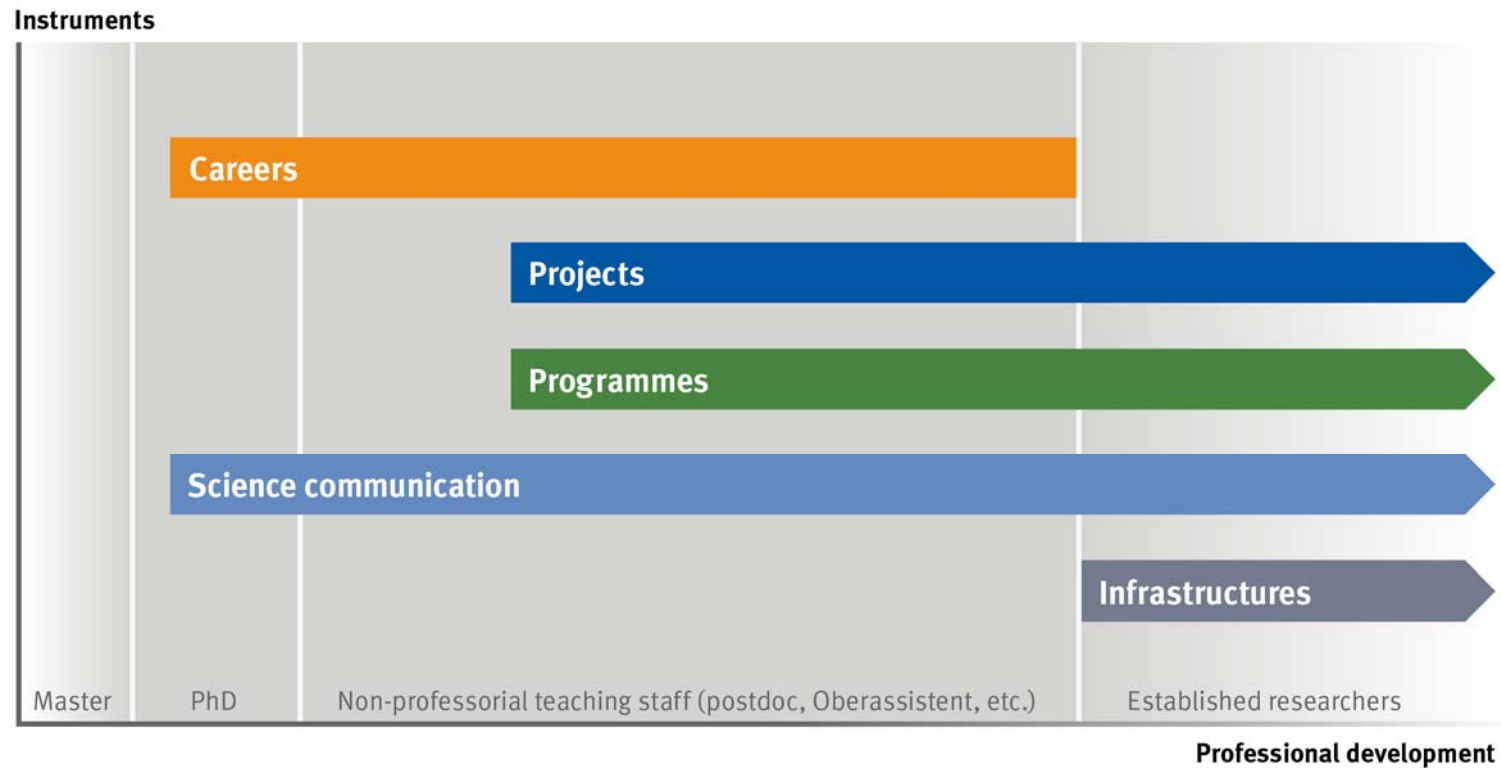 Instruments
Careers
Projects
Programmes
Science communication
Infrastructures
Master
PhD
Non-professorial teaching staff (postdoc, Oberassistent, etc.)
Established researchers
Professional development